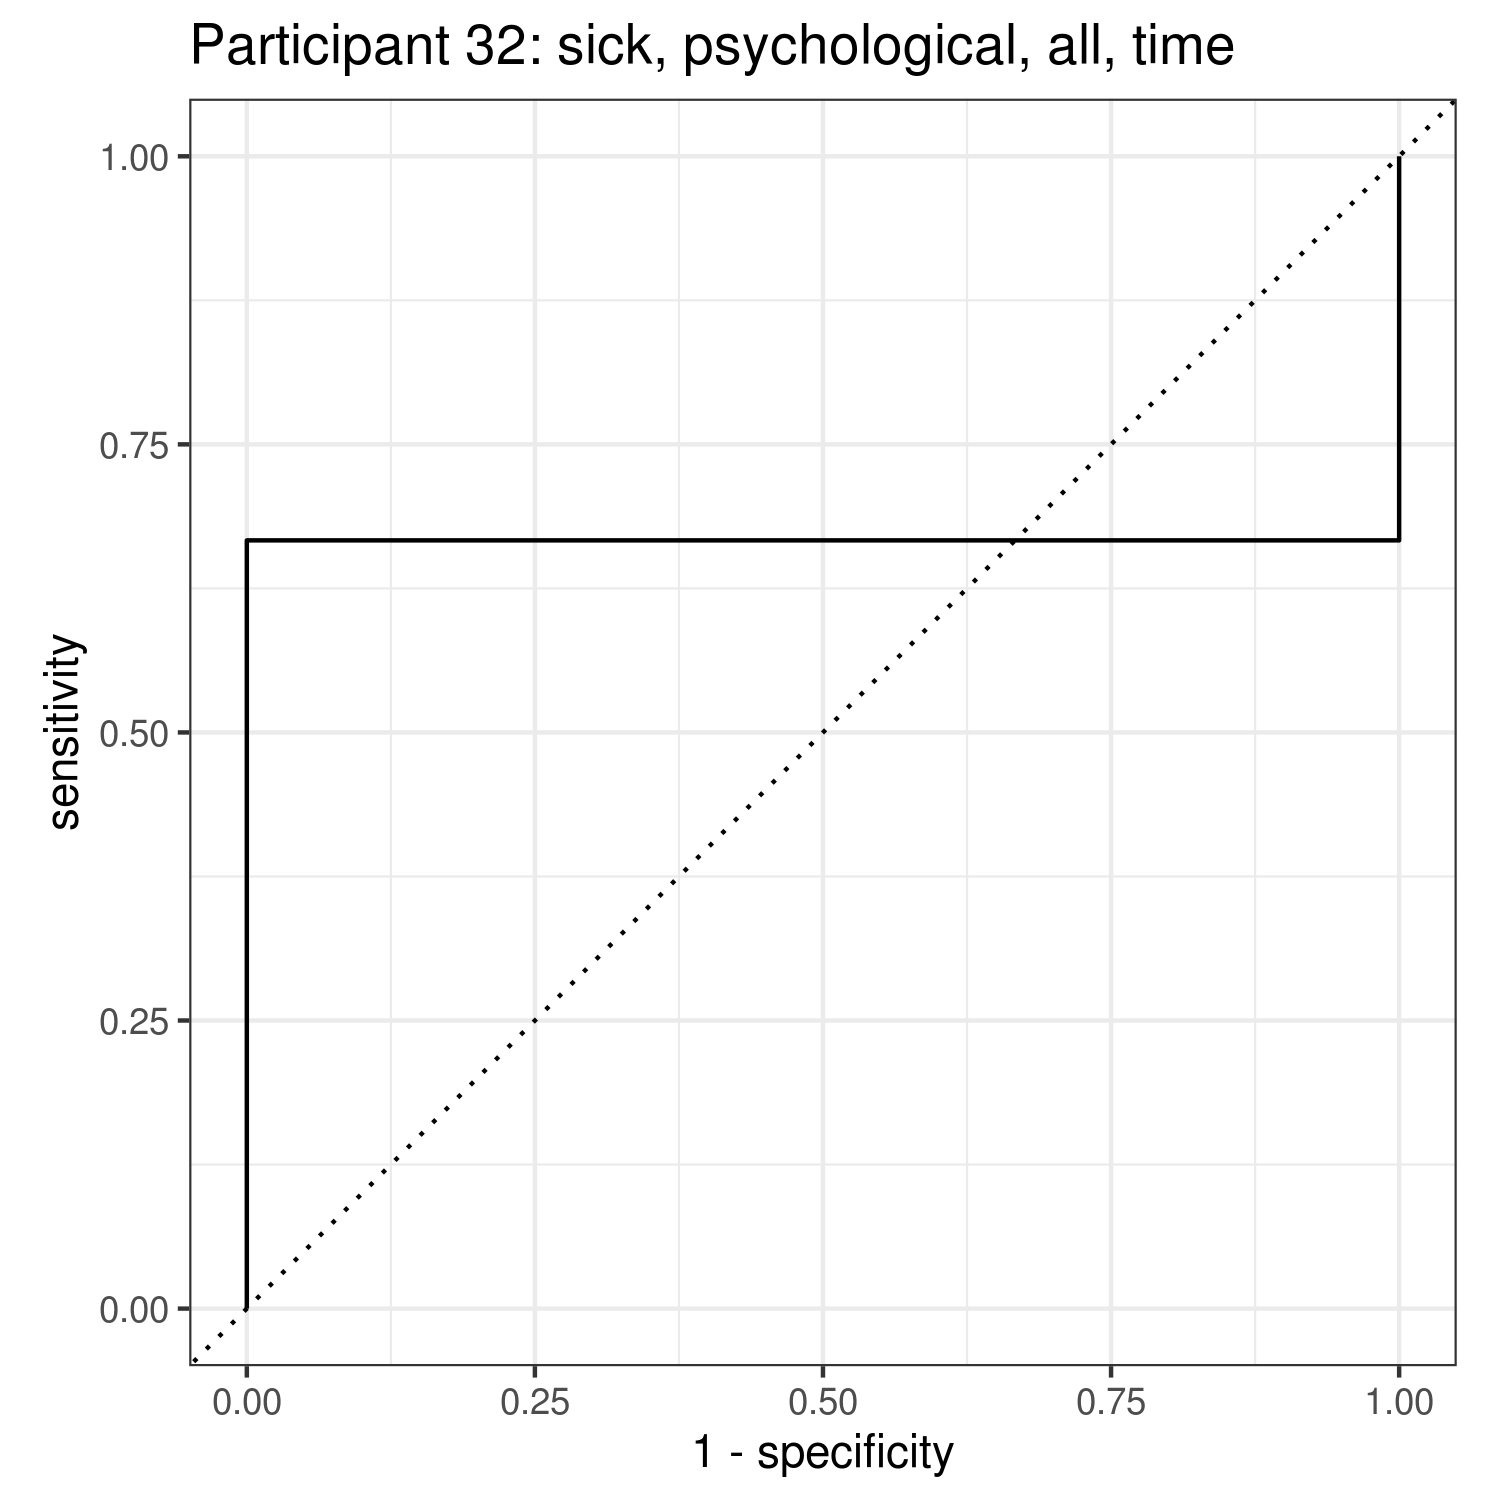 Participant 32: sick, psychological, all, time
1.00
0.75
0.50
0.25
0.00
sensitivity
0.00 0.25 0.50 0.75 1.00
1 - specificity